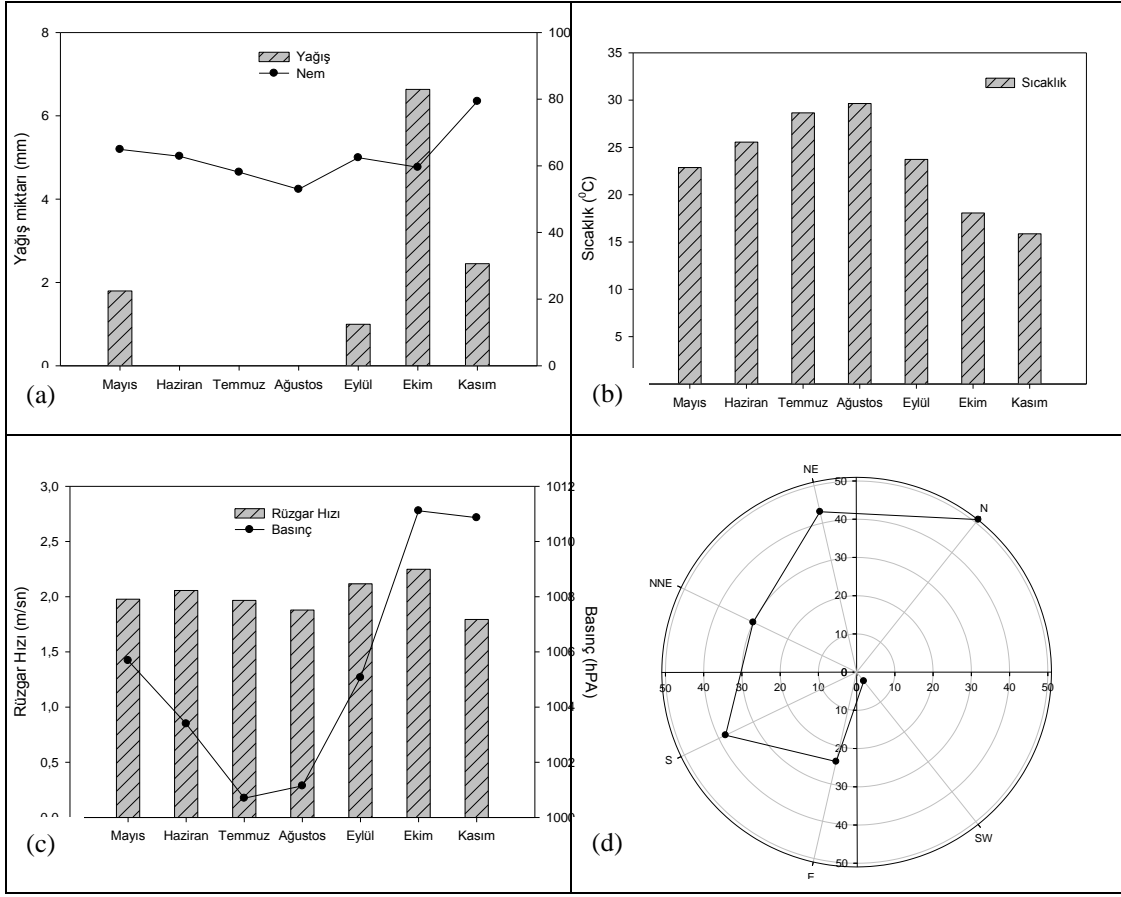 8
100
Yağış
Nem
6
80
60
4
40
2
20
0
0
Yağış miktarı (mm)
Mayıs Haziran Temmuz Ağustos Eylül Ekim Kasım
(a)
35
Sıcaklık
30
25
20
15
10
5
Sıcaklık (⁰C)
Mayıs Haziran Temmuz Ağustos Eylül Ekim Kasım
(b)
3,0
1012
Rüzgar Hızı
Basınç
2,5
1010
2,0
1008
1,5
1006
1,0
1004
0,5
1002
0,0
1000
Rüzgar Hızı (m/sn)
Basınç (hPA)
Mayıs Haziran Temmuz Ağustos Eylül Ekim Kasım
(c)
NE
50
N
40
NNE
30
20
10
0
50 40 30 20 10 0 0 10 20 30 40 50
10
20
S
30
40
SW
50
(d)